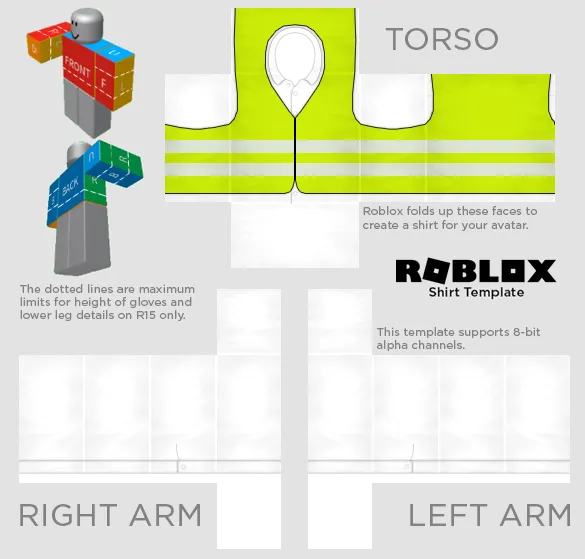 TORSO
FRONT F L
R
U
U
B
R
BACK
R
B
Roblox folds up these faces to
create a shirt for your avatar.
ROBLOX
Shirt Template
The dotted lines are maximum
limits for height of gloves and
lower leg details on R15 only.
This template supports 8-bit
alpha channels.
RIGHT ARM
LEFT ARM